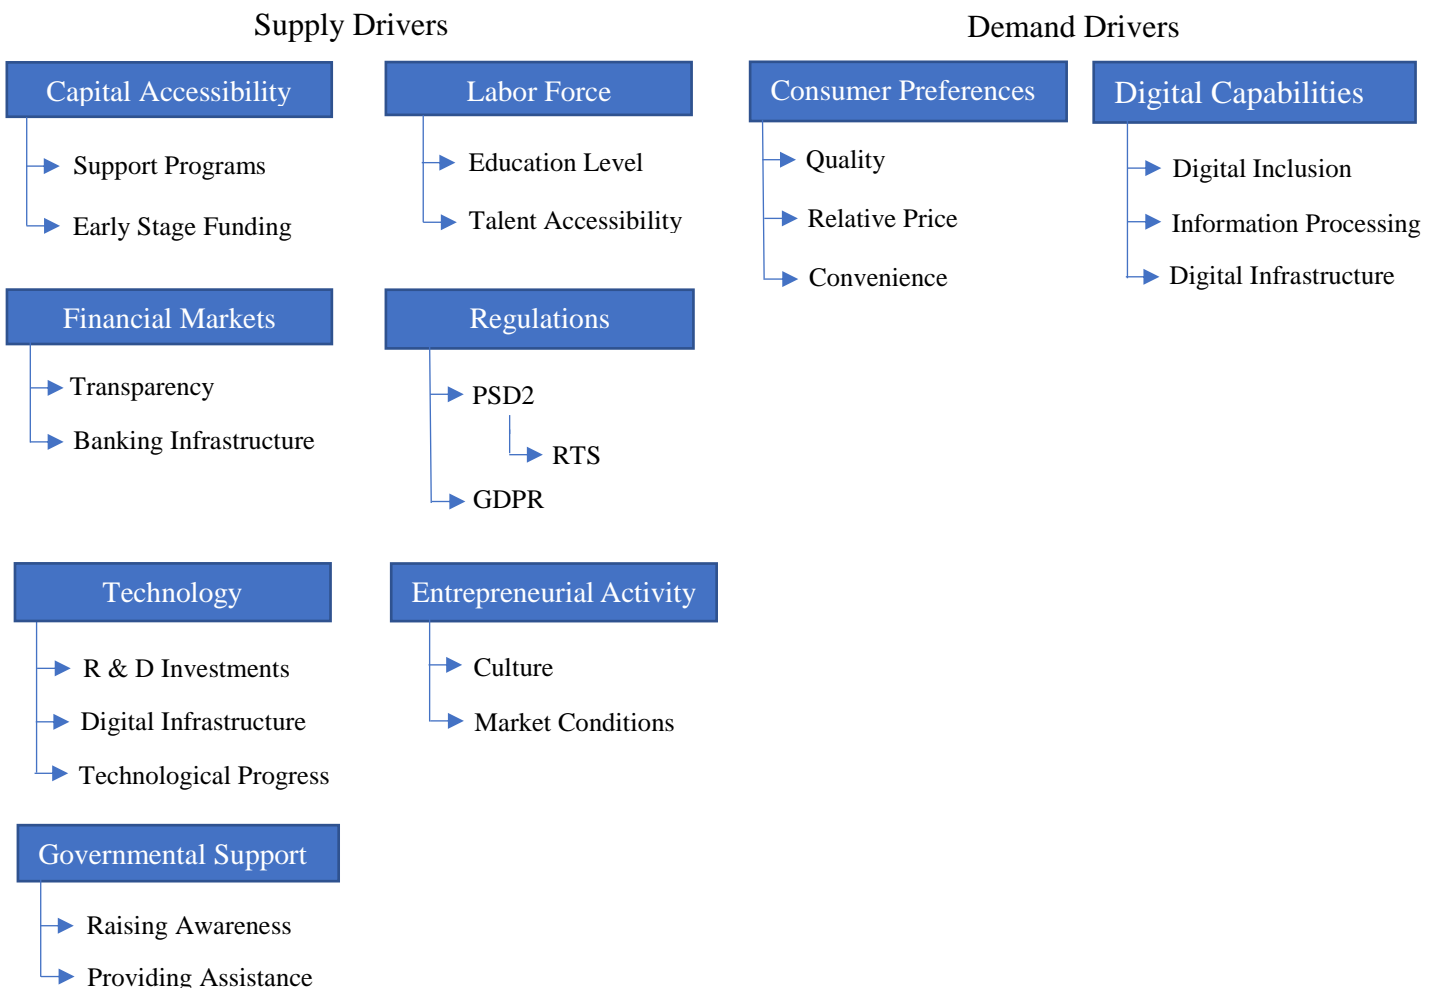 Supply Drivers
Demand Drivers
Capital Accessibility
Support Programs
Early Stage Funding
Labor Force
Education Level
Talent Accessibility
Consumer Preferences
Quality
Relative Price
Convenience
Digital Capabilities
Digital Inclusion
Information Processing
Digital Infrastructure
Financial Markets
Transparency
Banking Infrastructure
Regulations
PSD2
RTS
GDPR
Technology
R & D Investments
Digital Infrastructure
Technological Progress
Entrepreneurial Activity
Culture
Market Conditions
Governmental Support
Raising Awareness
Providing Assistance